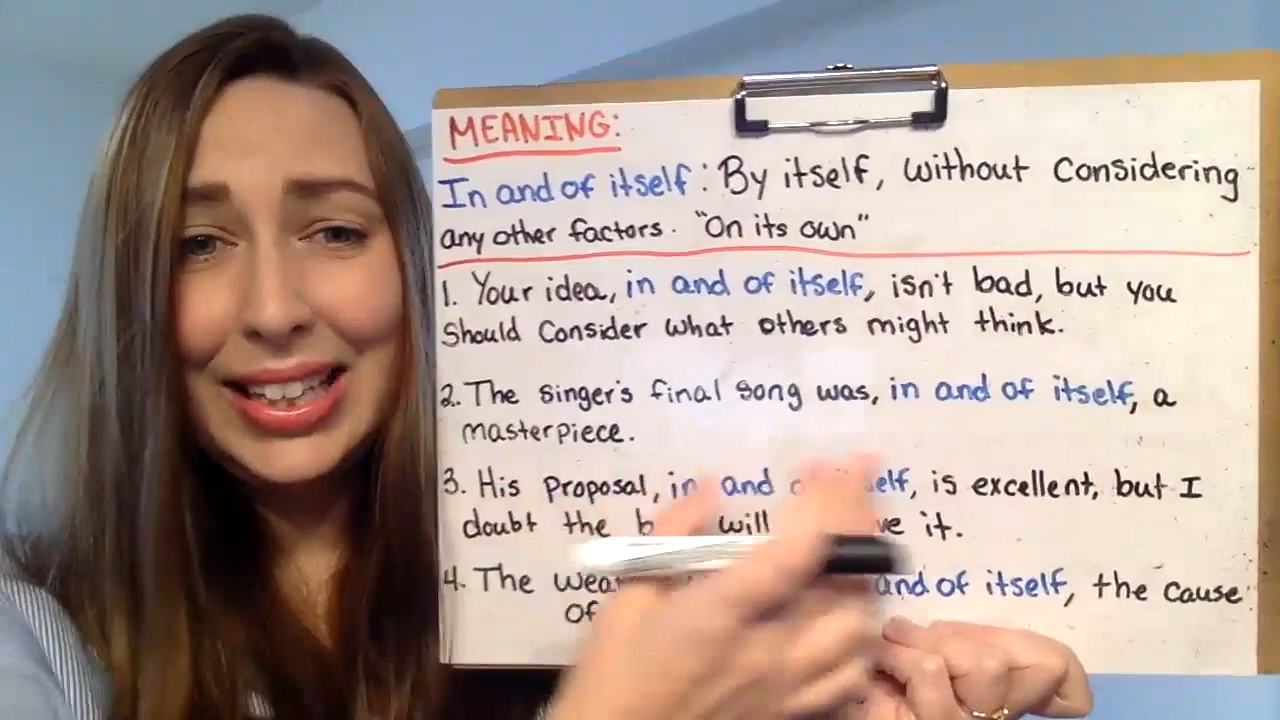 MEANING:
In and of itself: By itself, without considering
any other factors. "On its own"
1. Your idea, in and of itself, isn't bad, but you
should consider what others might think.
2. The singer's final song was, in and of itself, a
masterpiece.
3. His proposal, in and itself, is excellent, but I
doubt the will it.
4. The and of itself, the cause
of